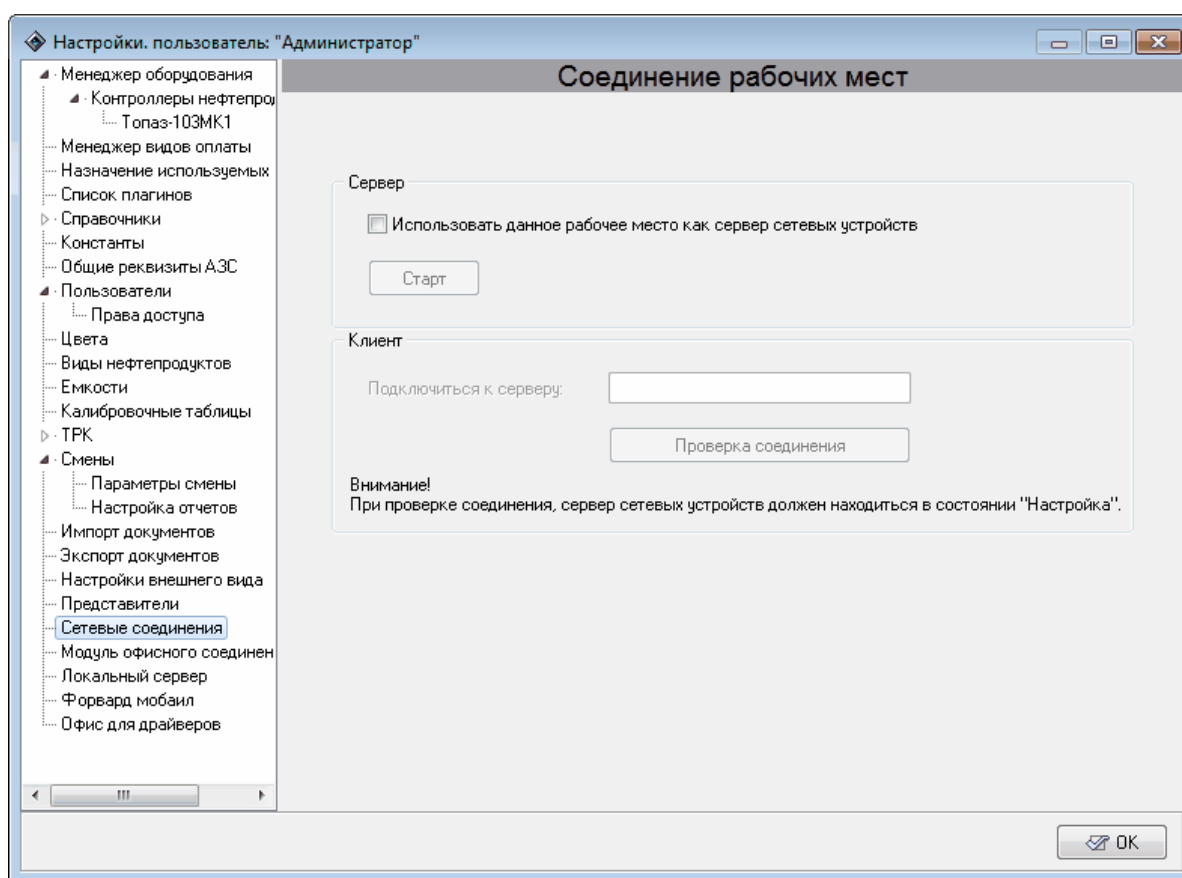 Настройки. пользователь: "Администратор"
Менеджер оборудования
Контроллеры нефтепрод
Топаз-103МК1
Менеджер видов оплаты
Назначение используемых
Список плагинов
Справочники
Константы
Общие реквизиты АЗС
Пользователи
Права доступа
Цвета
Виды нефтепродуктов
Емкости
Калибровочные таблицы
ТРК
Смены
Параметры смены
Настройка отчетов
Импорт документов
Экспорт документов
Настройки внешнего вида
Представители
Сетевые соединения
Модуль офисного соединен
Локальный сервер
Форвард мобаил
Офис для драйверов
Соединение рабочих мест
Сервер
Использовать данное рабочее место как сервер сетевых устройств
Старт
Клиент
Подключиться к серверу:
Проверка соединения
Внимание!
При проверке соединения, сервер сетевых устройств должен находиться в состоянии "Настройка".
OK